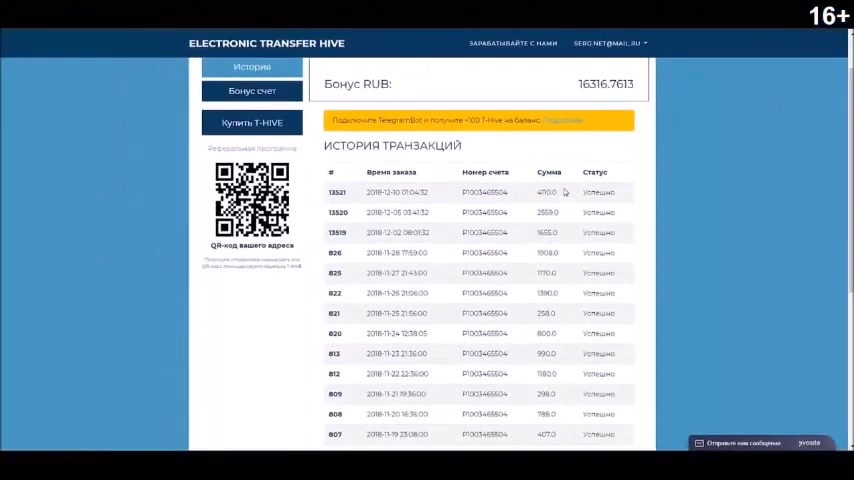 16+
ELECTRONIC TRANSFER HIVE
ЗАРАБАТЫВАЙТЕ С НАМИ
SERG.NET@MAIL.RU
История
Бонус счет
Купить T-HIVE
Реферальная программа
QR-код вашего адреса
Бонус RUB: 16316.7613
Подключите TelegramBot и получите +100 T-Hive на баланс. Подробнее
ИСТОРИЯ ТРАНЗАКЦИЙ
# Время заказа Номер счета Сумма Статус
13521 2018-12-10 01:04:32 P1003465504 4110.0 Успешно
13520 2018-12-05 03:41:32 P1003465504 2559.0 Успешно
13519 2018-12-02 08:01:32 P1003465504 1655.0 Успешно
826 2018-11-28 17:59:00 P1003465504 1908.0 Успешно
825 2018-11-27 21:43:00 P1003465504 1170.0 Успешно
822 2018-11-26 21:06:00 P1003465504 1390.0 Успешно
821 2018-11-25 21:56:00 P1003465504 258.0 Успешно
820 2018-11-24 12:38:05 P1003465504 800.0 Успешно
813 2018-11-23 21:36:00 P1003465504 990.0 Успешно
812 2018-11-22 22:36:00 P1003465504 1180.0 Успешно
809 2018-11-21 19:36:00 P1003465504 298.0 Успешно
808 2018-11-20 16:36:00 P1003465504 788.0 Успешно
807 2018-11-19 23:08:00 P1003465504 407.0 Успешно
Отправьте нам сообщение jivosite